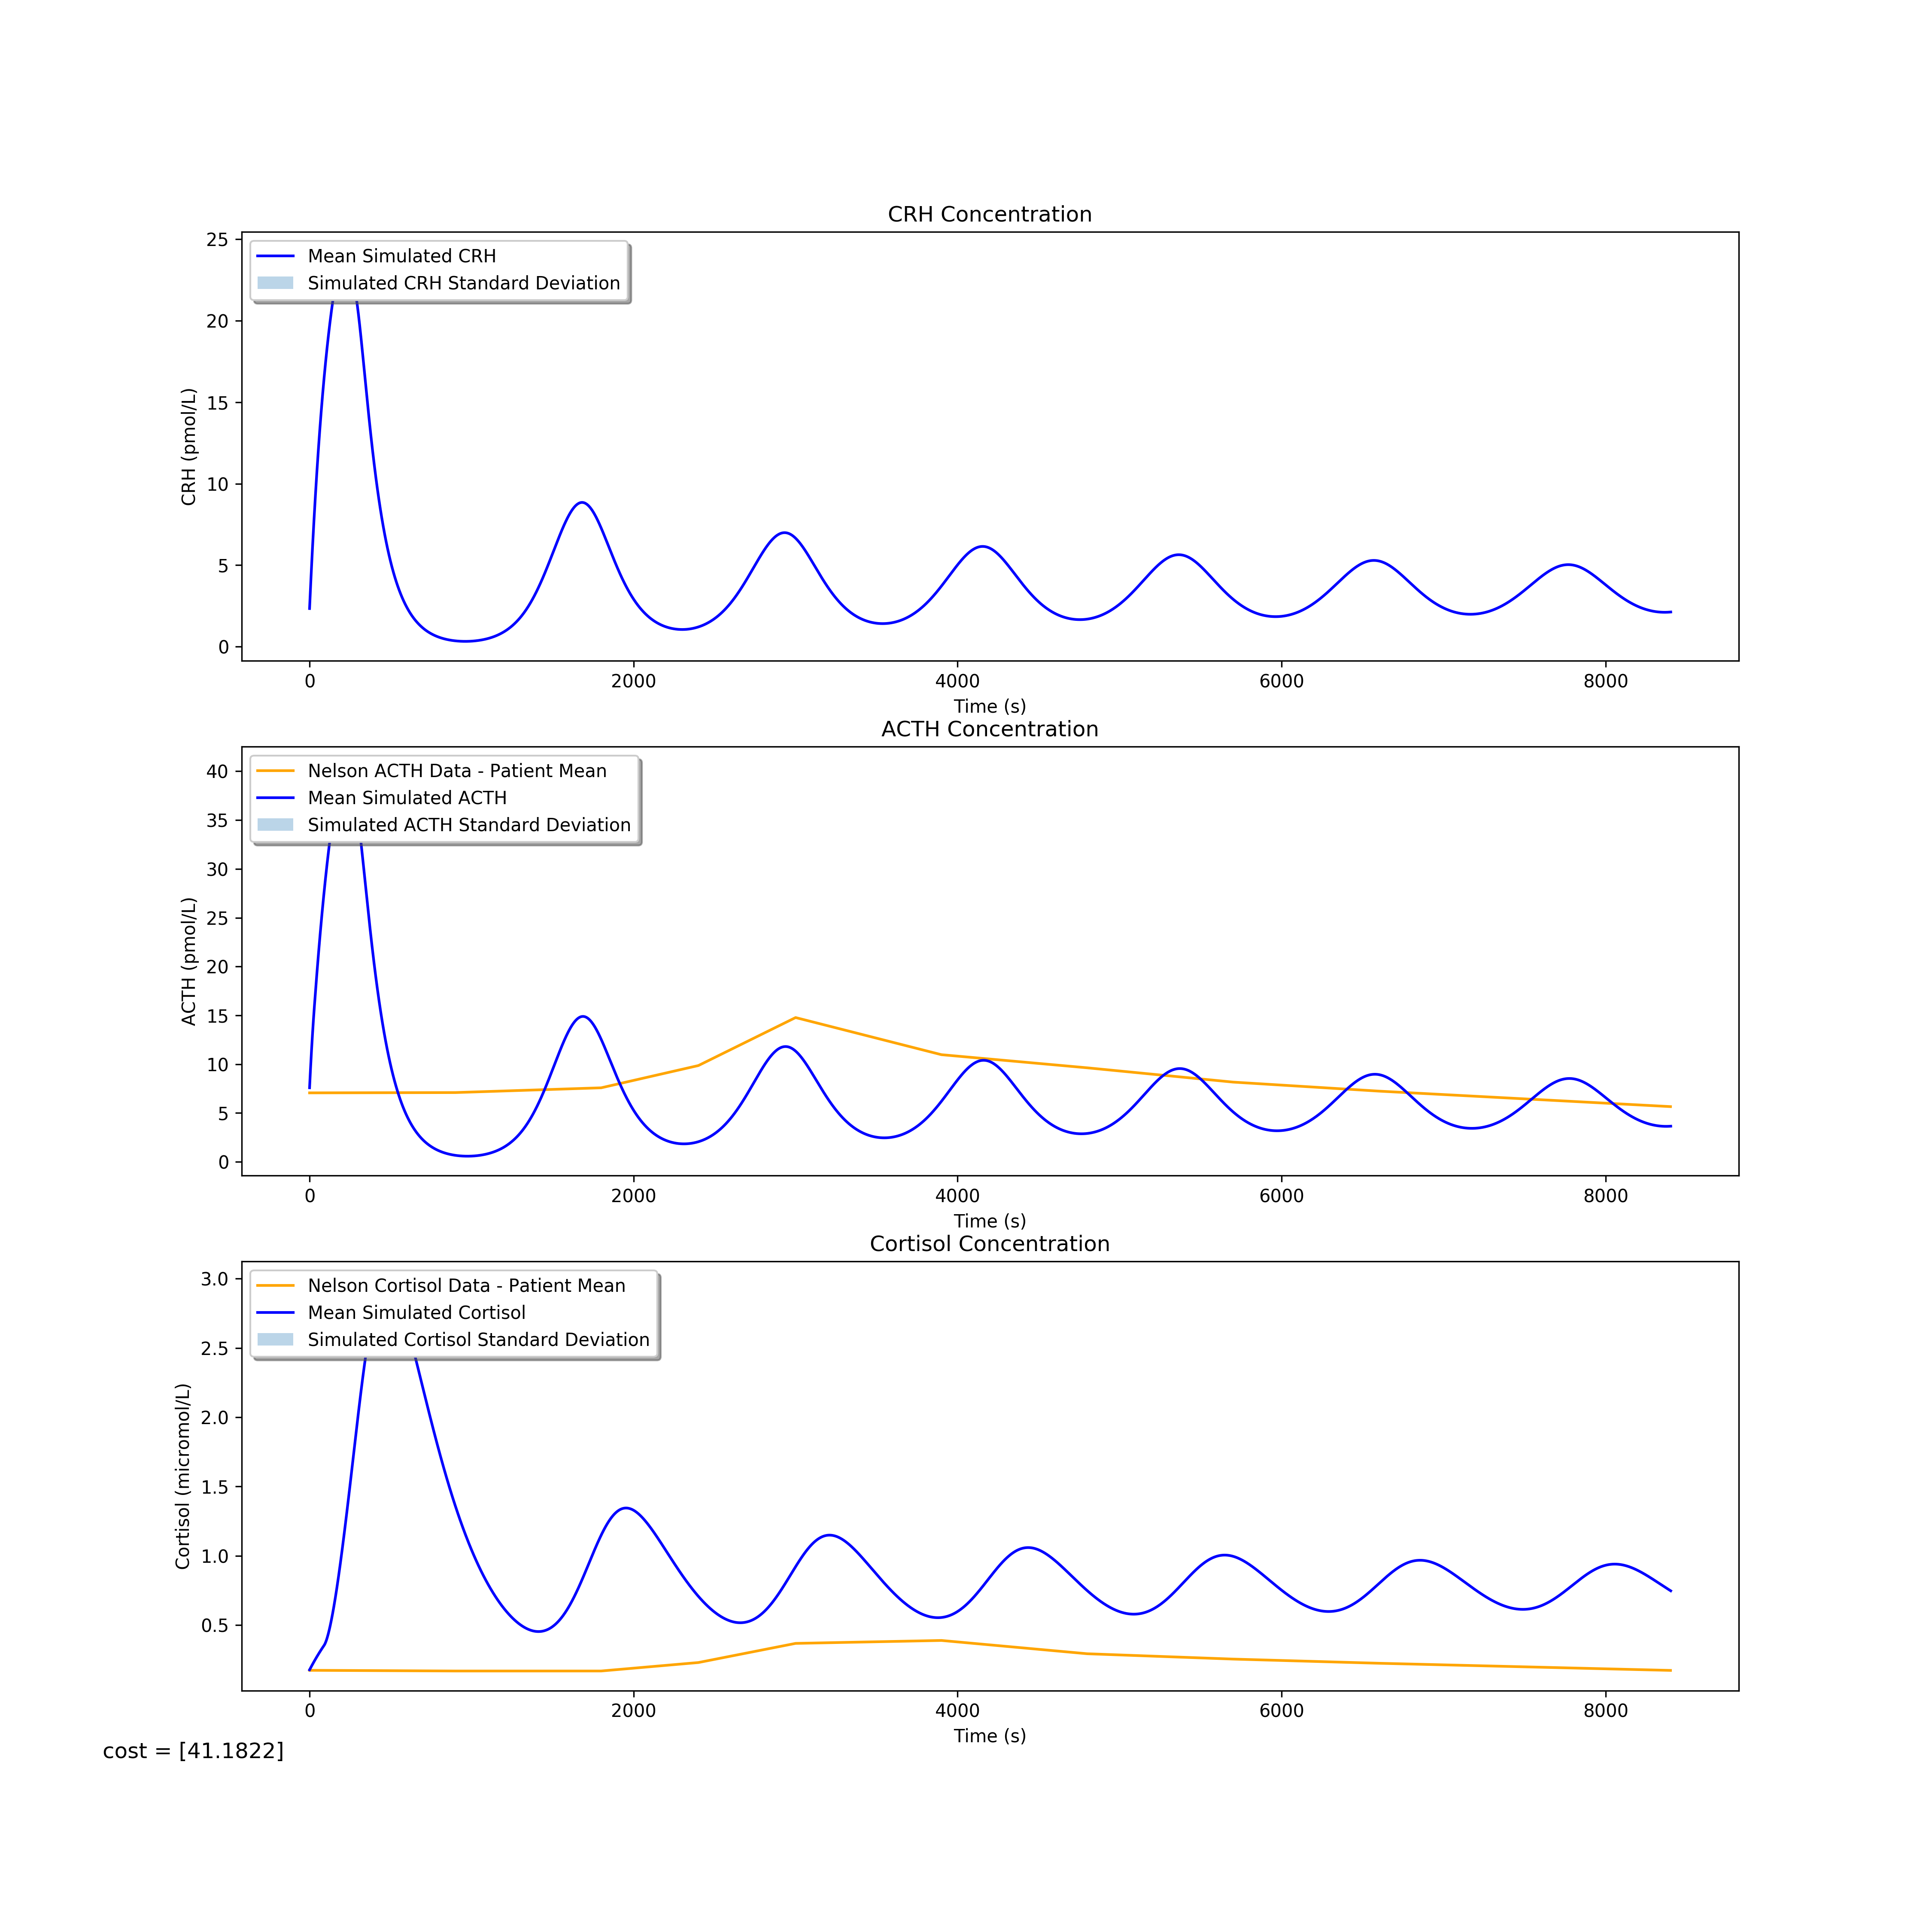 CRH Concentration
25
20
15
10
5
0
CRH (pmol/L)
Mean Simulated CRH
Simulated CRH Standard Deviation
0 2000 4000 6000 8000
Time (s)
ACTH Concentration
40
35
30
25
20
15
10
5
0
ACTH (pmol/L)
Nelson ACTH Data - Patient Mean
Mean Simulated ACTH
Simulated ACTH Standard Deviation
0 2000 4000 6000 8000
Time (s)
Cortisol Concentration
3.0
2.5
2.0
1.5
1.0
0.5
Cortisol (micromol/L)
Nelson Cortisol Data - Patient Mean
Mean Simulated Cortisol
Simulated Cortisol Standard Deviation
0 2000 4000 6000 8000
Time (s)
cost = [41.1822]